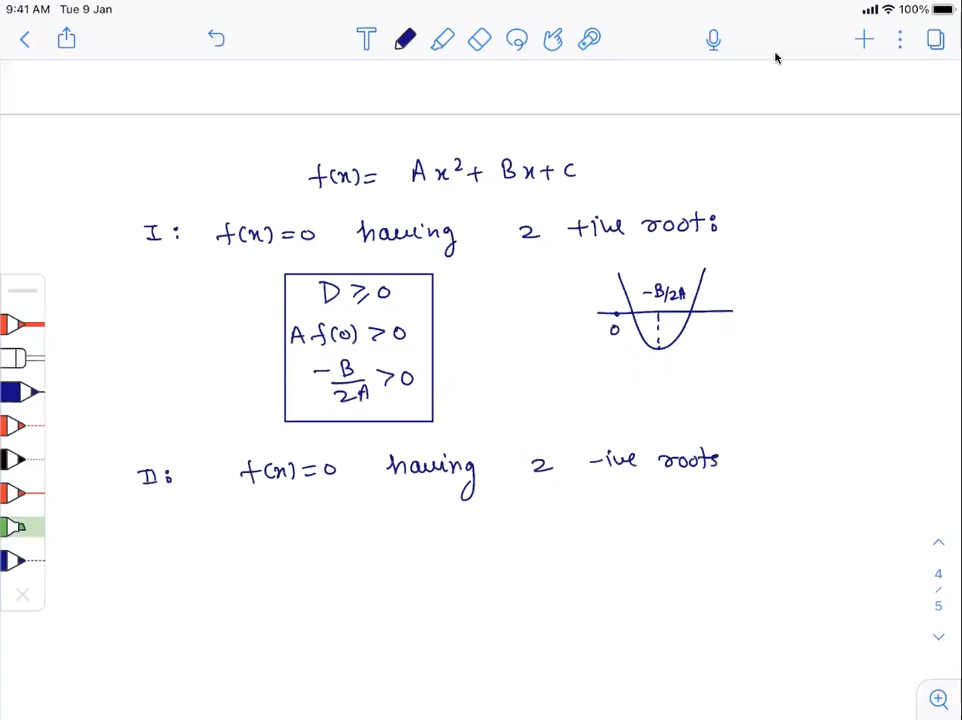 9:41 AM Tue 9 Jan 100%
f(x)= Ax²+ Bx+C
I: f(x)=0 having 2 +ive root:
D ≥ 0
A f(0) > 0
-B/2A > 0
-B/2A
0
II: f(x)=0 having 2 -ive roots
4
/
5